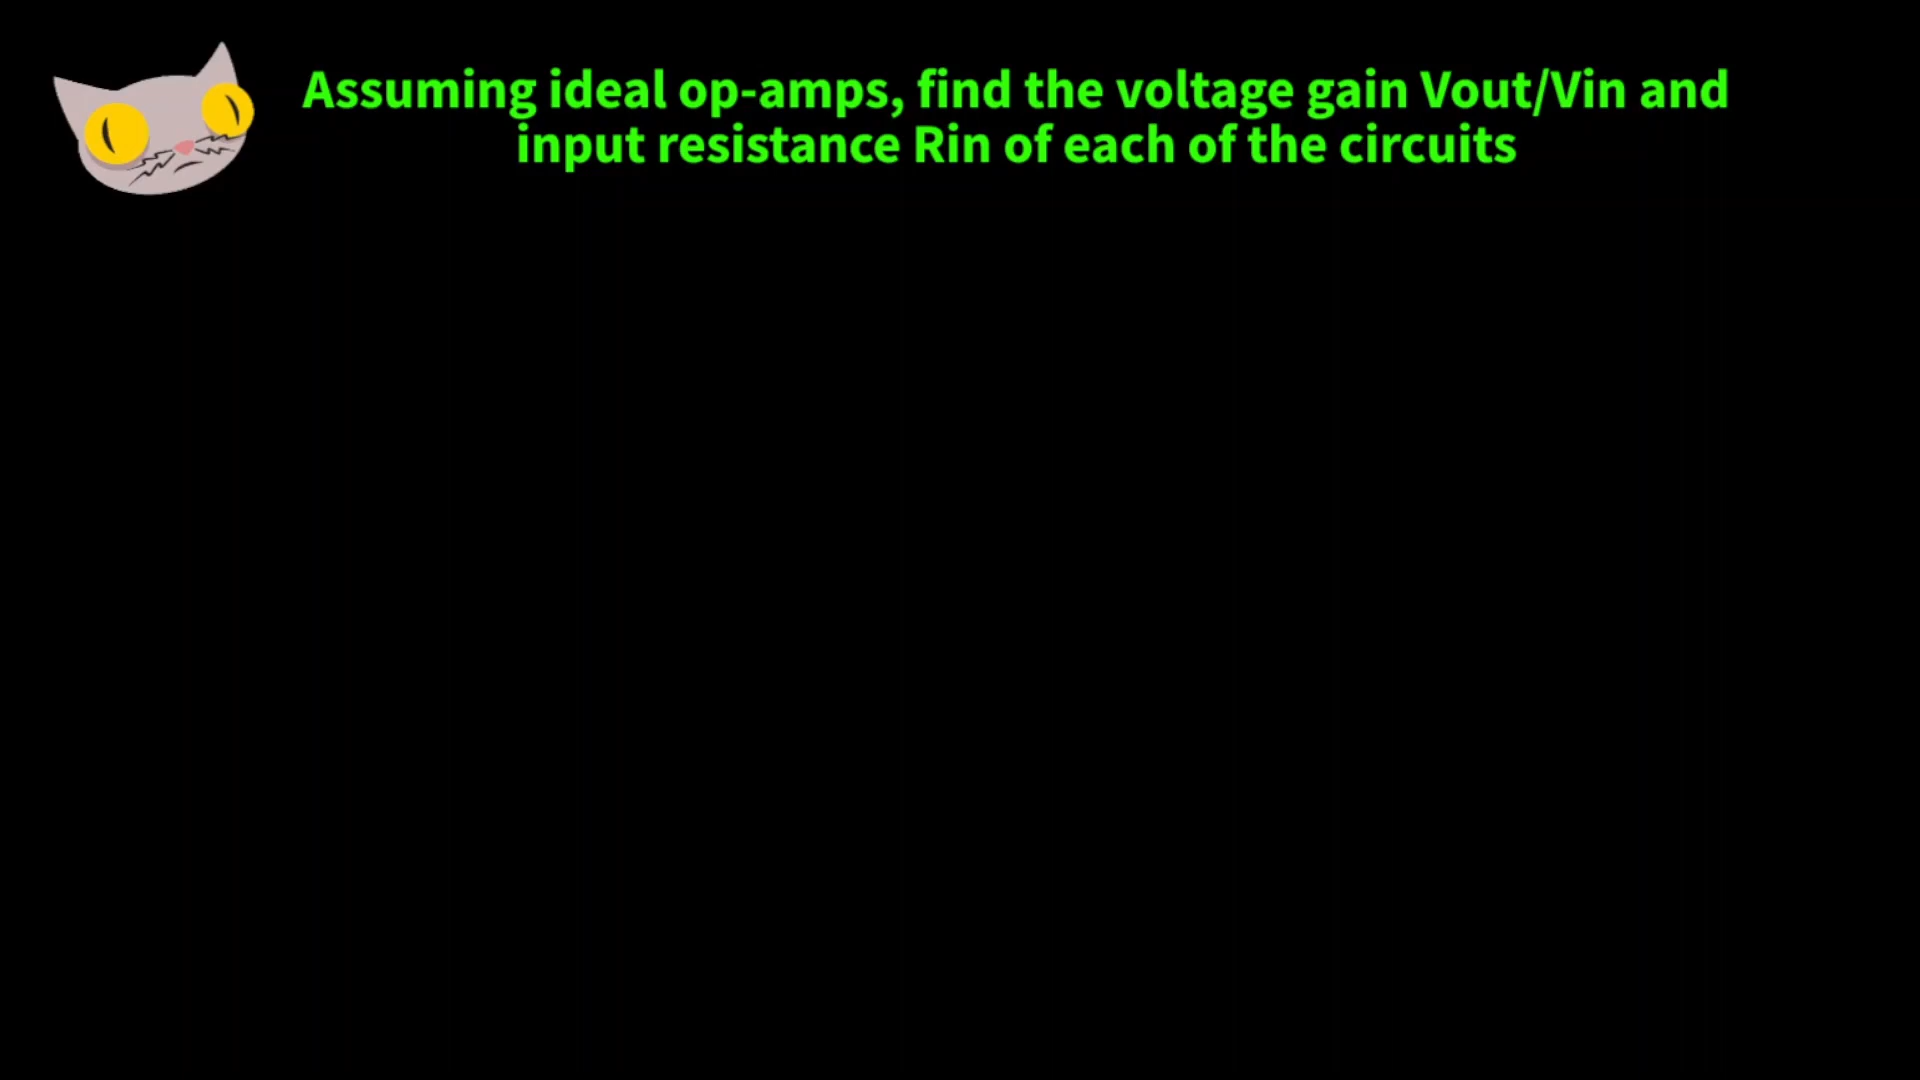 Assuming ideal op-amps, find the voltage gain Vout/Vin and
input resistance Rin of each of the circuits